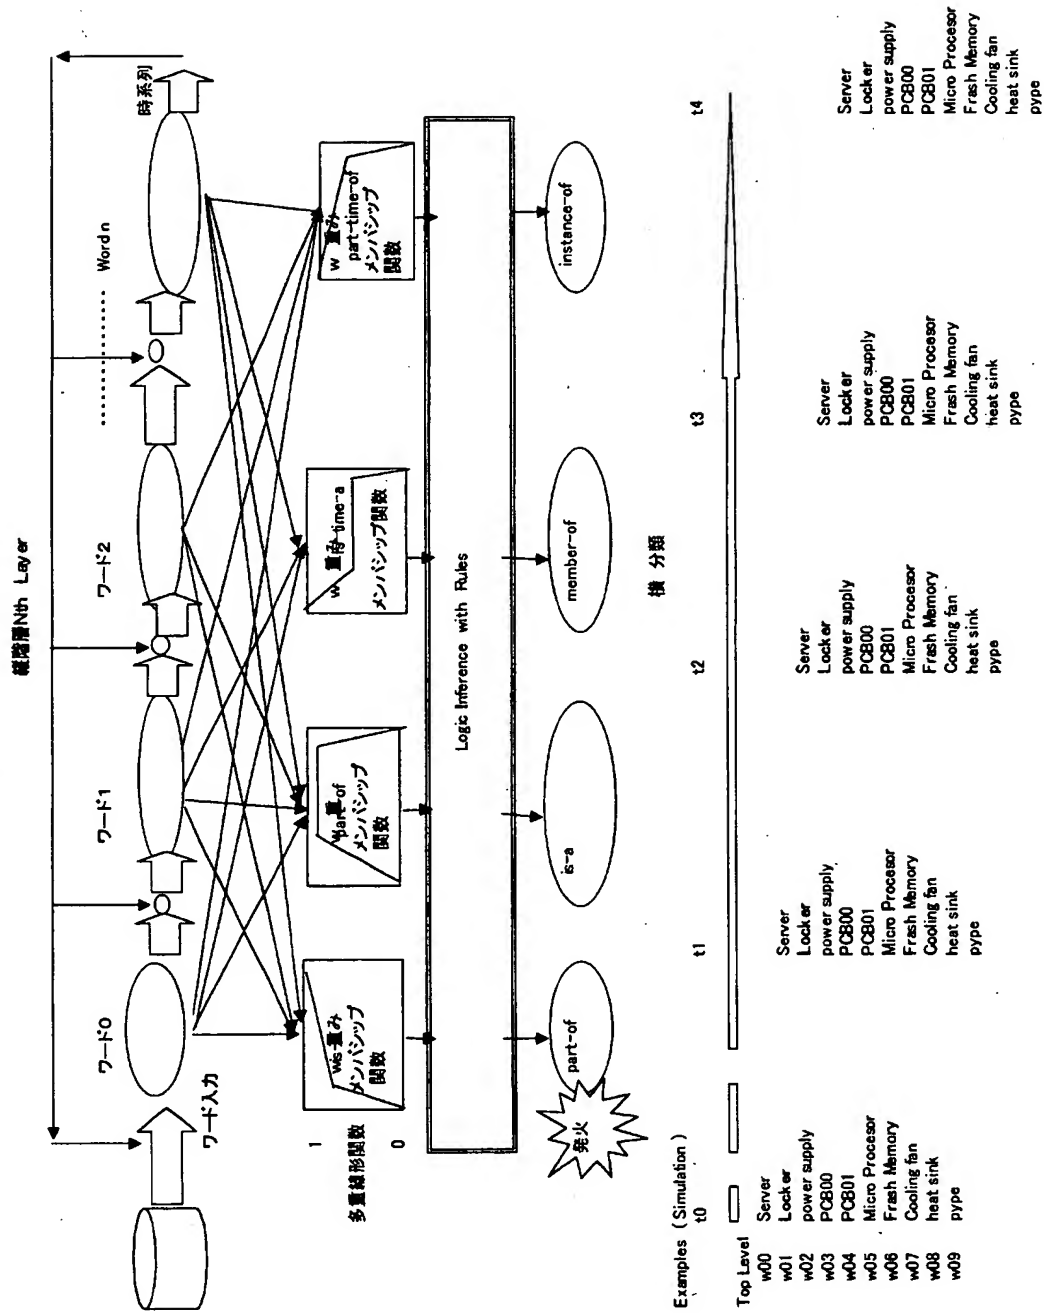 縦階層Nth Layer
ワード0
ワード1
ワード2
Word n
時系列
ワード入力
多重線形関数
1
0
メンバシップ
関数
part-of
メンバシップ
関数
メンバシップ関数
w 重み
part-time-of
メンバシップ
関数
Logic Inference with Rules
発火
part-of
is-a
member-of
instance-of
横 分類
Examples (Simulation)
t0
t1
t2
t3
t4
Top Level
w00 Server
w01 Locker
w02 power supply
w03 PCB00
w04 PCB01
w05 Micro Procesor
w06 Frash Memory
w07 Cooling fan
w08 heat sink
w09 pype
Server
Locker
power supply
PCB00
PCB01
Micro Procesor
Frash Memory
Cooling fan
heat sink
pype
Server
Locker
power supply
PCB00
PCB01
Micro Procesor
Frash Memory
Cooling fan
heat sink
pype
Server
Locker
power supply
PCB00
PCB01
Micro Procesor
Frash Memory
Cooling fan
heat sink
pype
Server
Locker
power supply
PCB00
PCB01
Micro Procesor
Frash Memory
Cooling fan
heat sink
pype